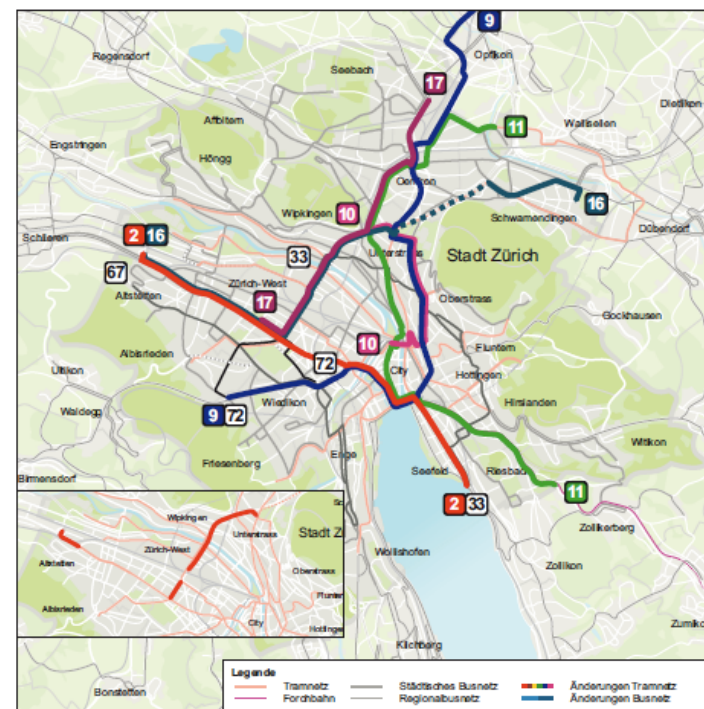 9
Opfikon
Regensdorf
Seebach
17
Dietlikon
Affoltern
11
Wallisellen
Engstringen
Höngg
Oerlikon
16
Wipkingen
10
Schwamendingen
Dübendorf
2 16
Schlieren
33
Unterstrass
Stadt Zürich
67
Zürich-West
Altstetten
17
Oberstrass
Gockhausen
Albisrieden
10
Fluntern
72
City
Hottingen
Uitikon
Hirslanden
Waldegg
9 72
Wiedikon
Witikon
Friesenberg
Enge
Seefeld
Riesbach
Birmensdorf
2 33
11
Wipkingen
Unterstrass
Stadt Z
Zollikerberg
Zürich-West
Altstetten
Wollishofen
Zollikon
Oberstrass
Albisrieden
Fluntern
City
Hottingen
Zumikon
Kilchberg
Legende
Bonstetten
Tramnetz Städtisches Busnetz Änderungen Tramnetz
Forchbahn Regionalbusnetz Änderungen Busnetz